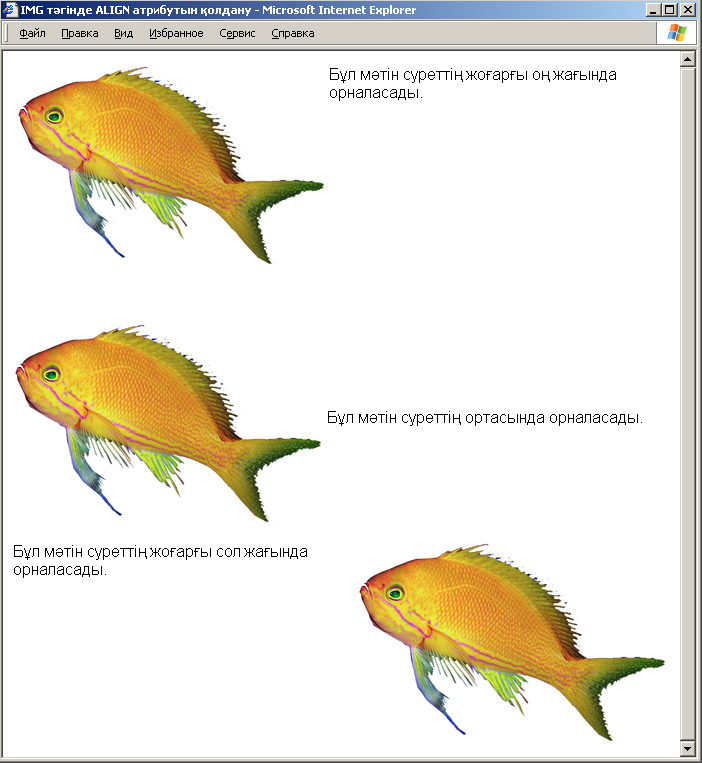 IMG тәгінде ALIGN атрибутын қолдану - Microsoft Internet Explorer
Файл Правка Вид Избранное Сервис Справка
Бұл мәтін суреттің жоғарғы оң жағында
орналасады.
Бұл мәтін суреттің ортасында орналасады.
Бұл мәтін суреттің жоғарғы сол жағында
орналасады.